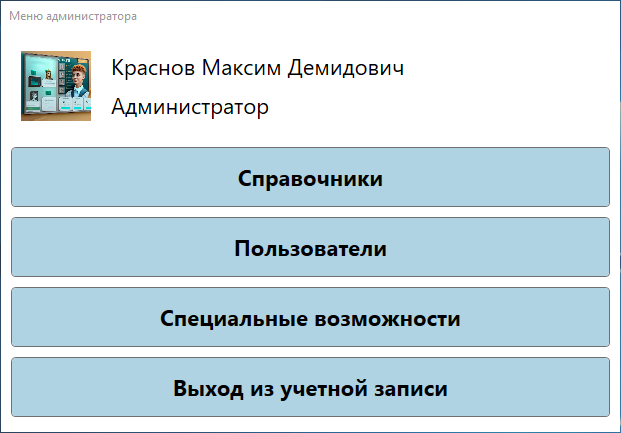 Меню администратора
Краснов Максим Демидович
Администратор
Справочники
Пользователи
Специальные возможности
Выход из учетной записи